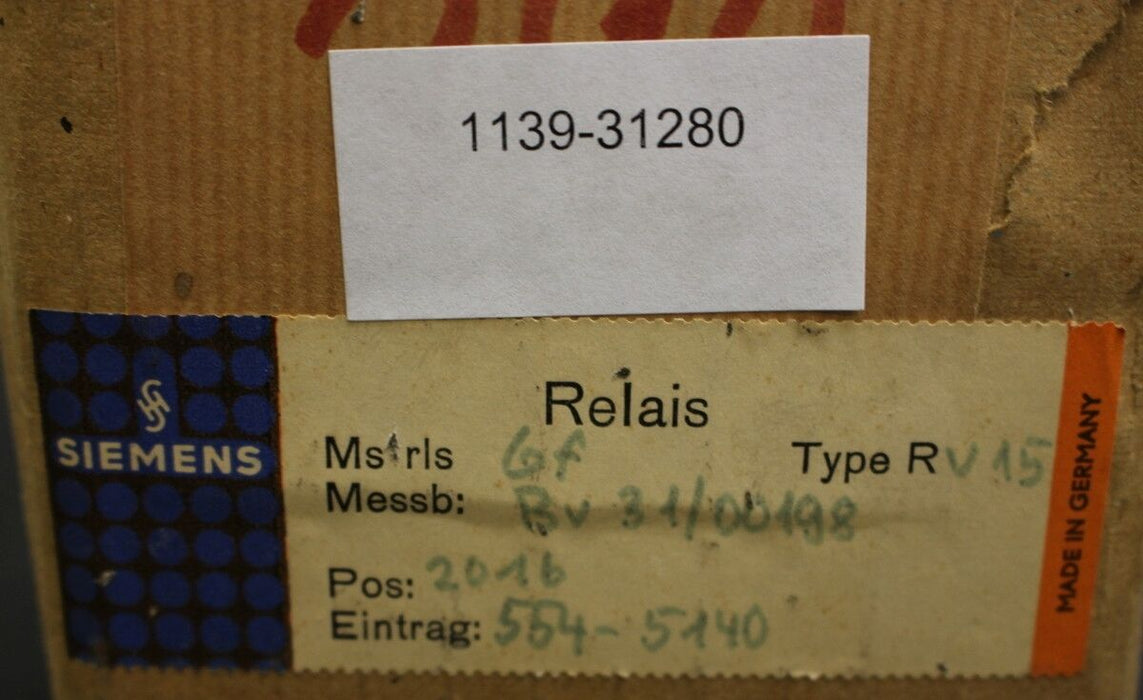 1139-31280
Relais
SIEMENS
Ms rls Gf Type R V 15
Messb: Bv 31/00198
Pos: 2016
Eintrag: 554-5140
MADE IN GERMANY